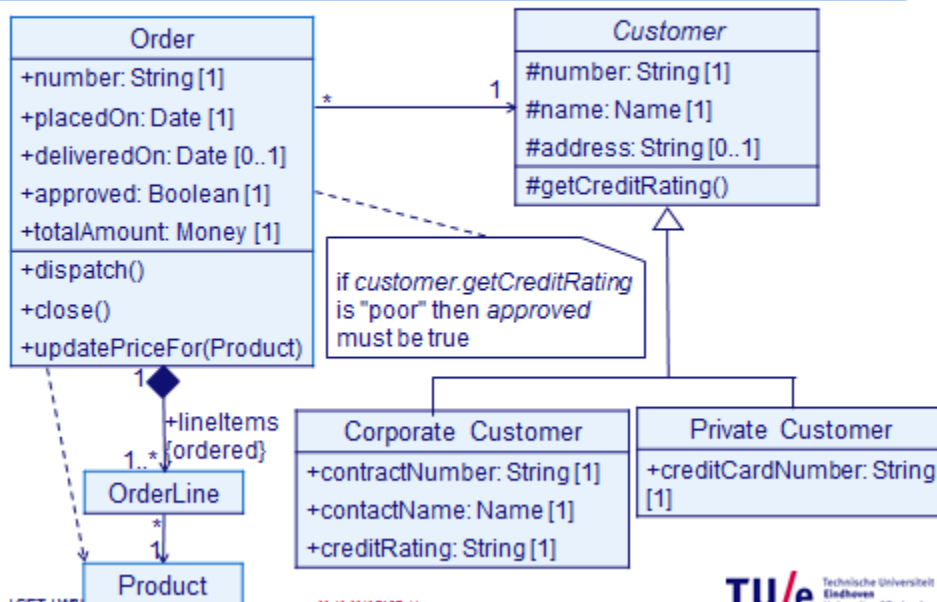 Order
+number: String [1]
+placedOn: Date [1]
+deliveredOn: Date [0..1]
+approved: Boolean [1]
+totalAmount: Money [1]
+dispatch()
+close()
+updatePriceFor(Product)
*
1
Customer
#number: String [1]
#name: Name [1]
#address: String [0..1]
#getCreditRating()
if customer.getCreditRating
is "poor" then approved
must be true
1
+lineItems
{ordered}
1..*
OrderLine
*
1
Product
Corporate Customer
+contractNumber: String [1]
+contactName: Name [1]
+creditRating: String [1]
Private Customer
+creditCardNumber: String
[1]
TU/e
Technische Universiteit
Eindhoven